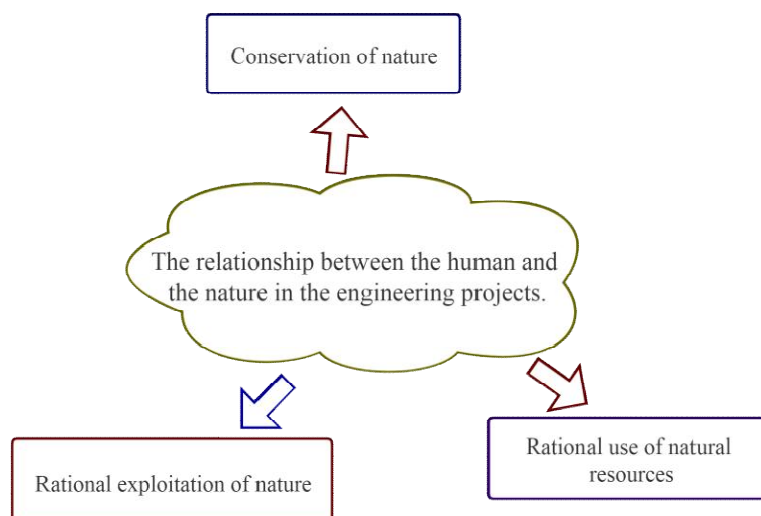 Conservation of nature
The relationship between the human and
the nature in the engineering projects.
Rational exploitation of nature
Rational use of natural
resources